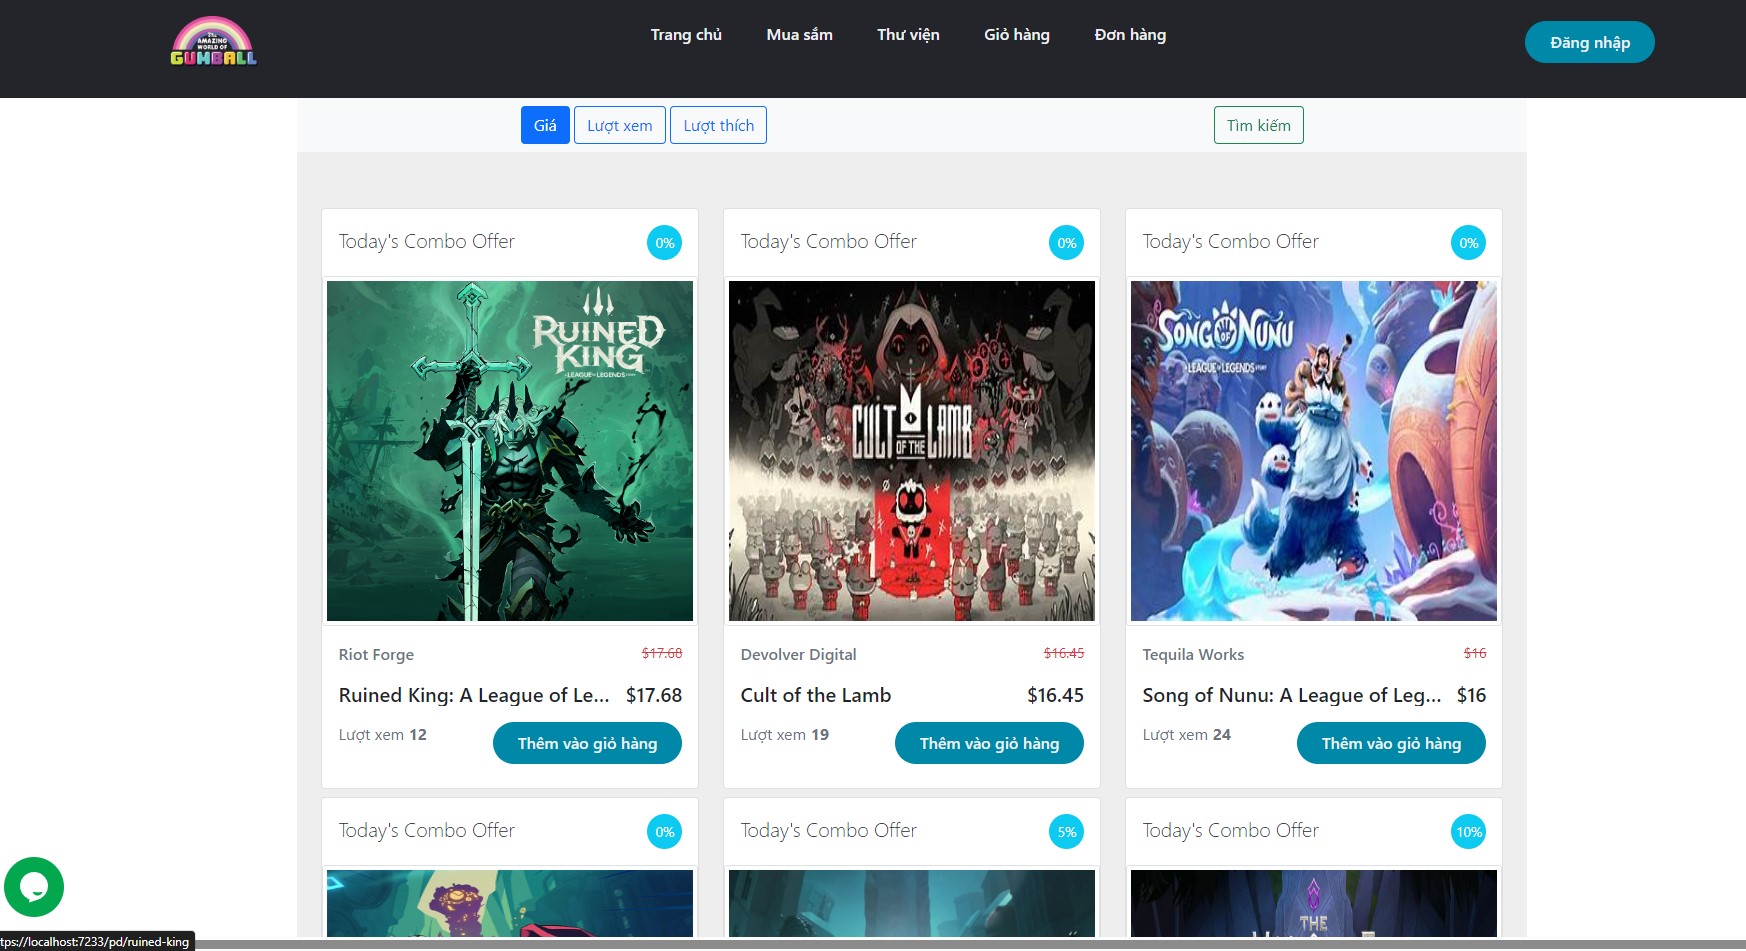 The
AMAZING
WORLD OF
GUMBALL
Trang chủ
Mua sắm
Thư viện
Giỏ hàng
Đơn hàng
Đăng nhập
Giá
Lượt xem
Lượt thích
Tìm kiếm
Today's Combo Offer
0%
Today's Combo Offer
0%
Today's Combo Offer
0%
RUINED
KING
A LEAGUE OF LEGENDS STORY
CULT OF THE LAMB
SONG OF NUNU
A LEAGUE OF LEGENDS STORY
Riot Forge
$17.68
Ruined King: A League of Le...
$17.68
Lượt xem 12
Thêm vào giỏ hàng
Devolver Digital
$16.45
Cult of the Lamb
$16.45
Lượt xem 19
Thêm vào giỏ hàng
Tequila Works
$16
Song of Nunu: A League of Leg...
$16
Lượt xem 24
Thêm vào giỏ hàng
Today's Combo Offer
0%
Today's Combo Offer
5%
Today's Combo Offer
10%
THE
tps://localhost:7233/pd/ruined-king